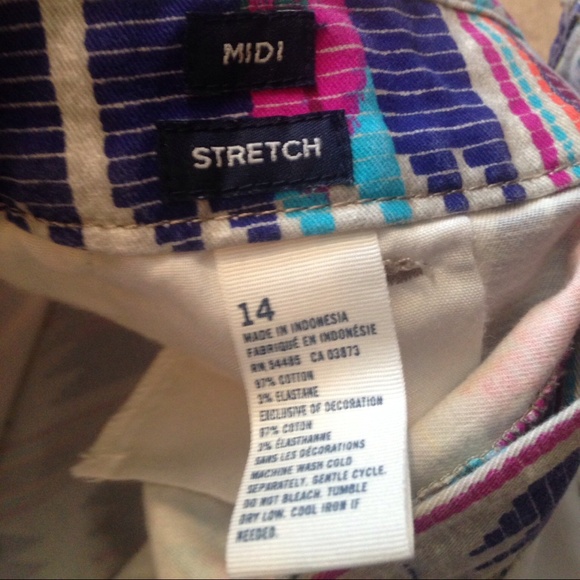 MIDI
STRETCH
14
MADE IN INDONESIA
FABRIQUÉ EN INDONÉSIE
RN 54485 CA 03873
97% COTTON
3% ELASTANE
EXCLUSIVE OF DECORATION
97% COTON
3% ÉLASTHANNE
SANS LES DÉCORATIONS
MACHINE WASH COLD
SEPARATELY. GENTLE CYCLE.
DO NOT BLEACH. TUMBLE
DRY LOW. COOL IRON IF
NEEDED.